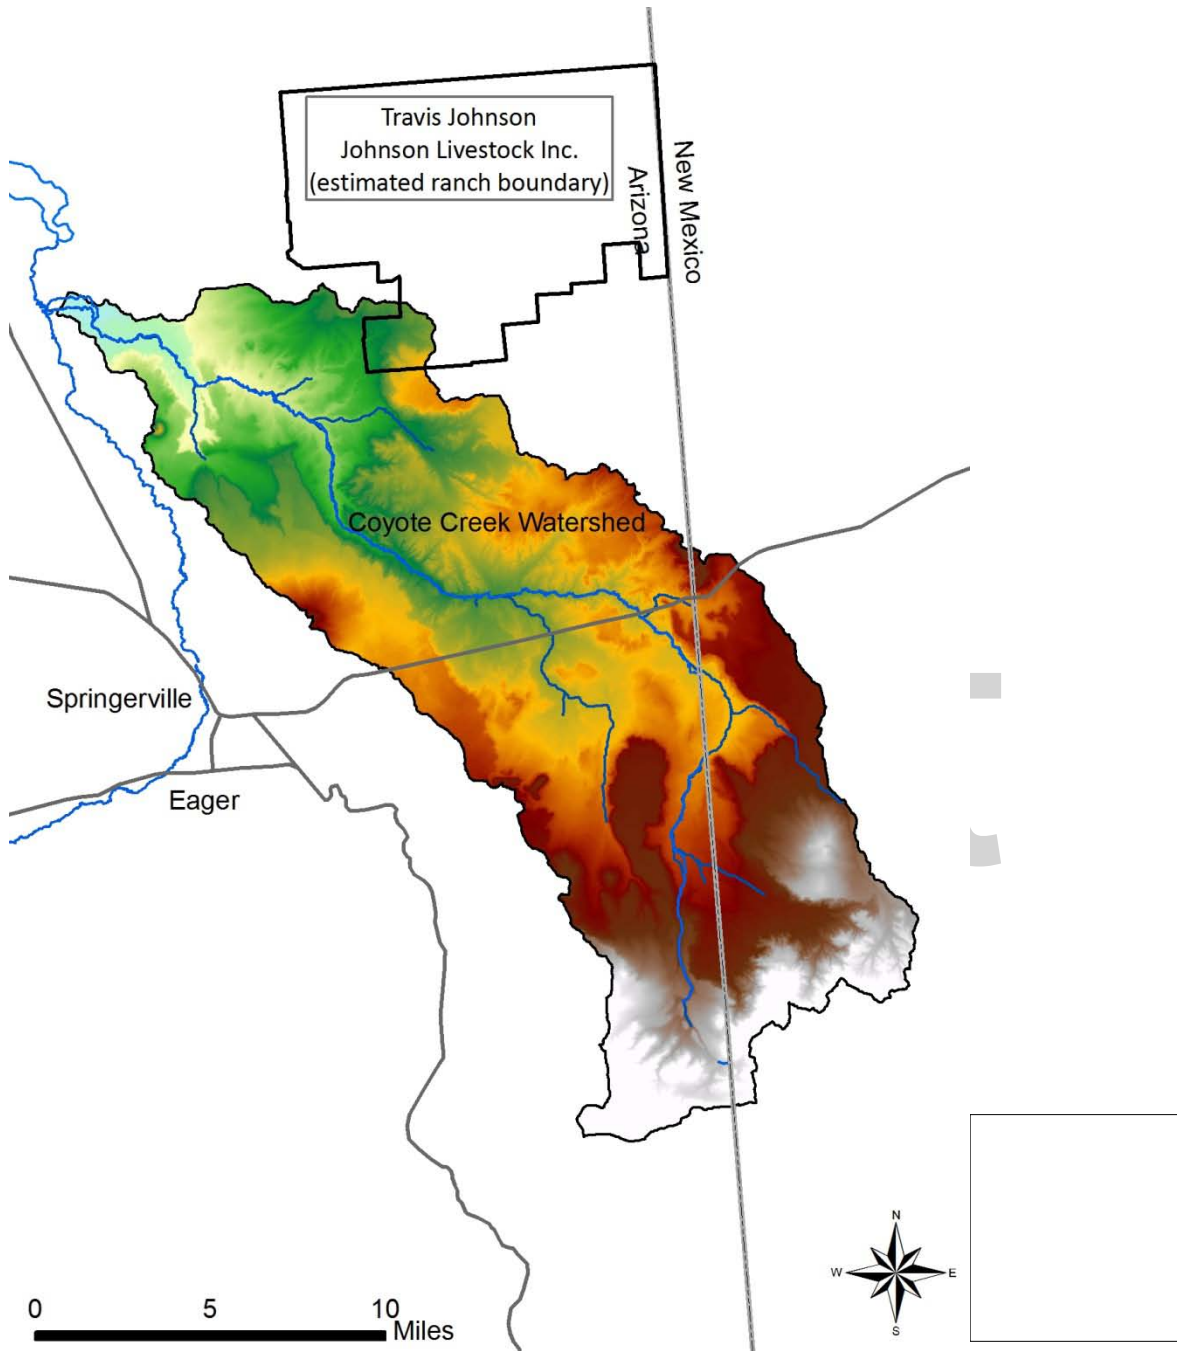 Travis Johnson
Johnson Livestock Inc.
(estimated ranch boundary)
New Mexico
Arizona
Coyote Creek Watershed
Springerville
Eager
N
W
E
S
0 5 10
Miles